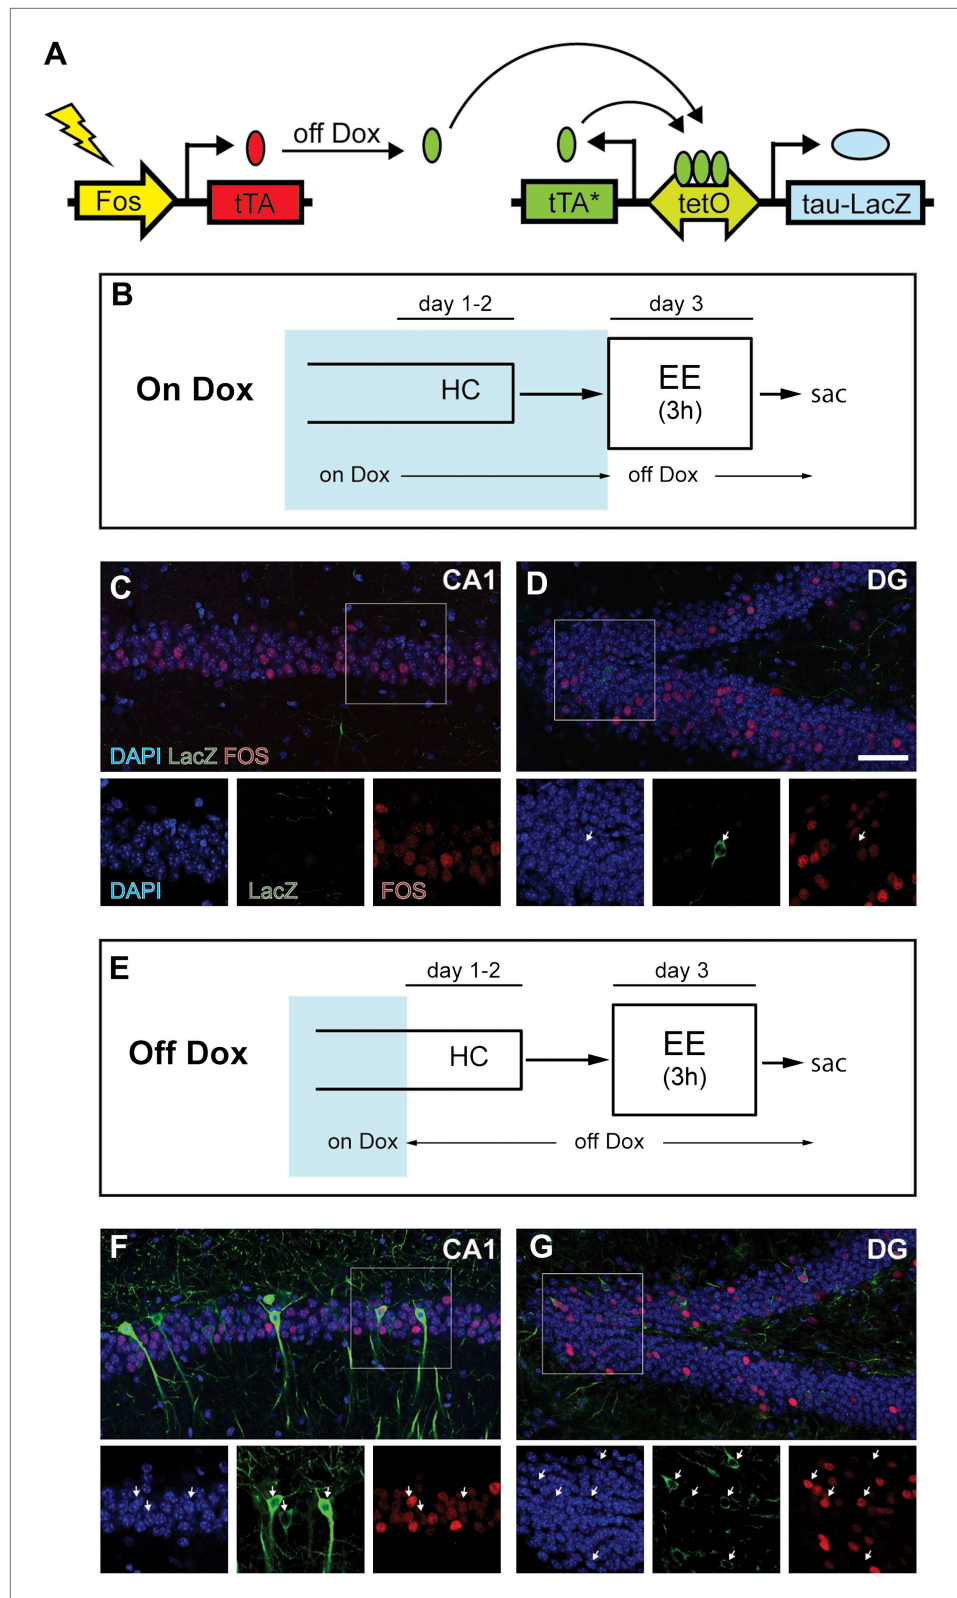 A
off Dox
Fos
tTA
tTA*
tetO
tau-LacZ
B
day 1-2
day 3
On Dox
HC
EE
(3h)
sac
on Dox
off Dox
C
CA1
DAPI LacZ FOS
D
DG
DAPI
LacZ
FOS
E
day 1-2
day 3
Off Dox
HC
EE
(3h)
sac
on Dox
off Dox
F
CA1
G
DG